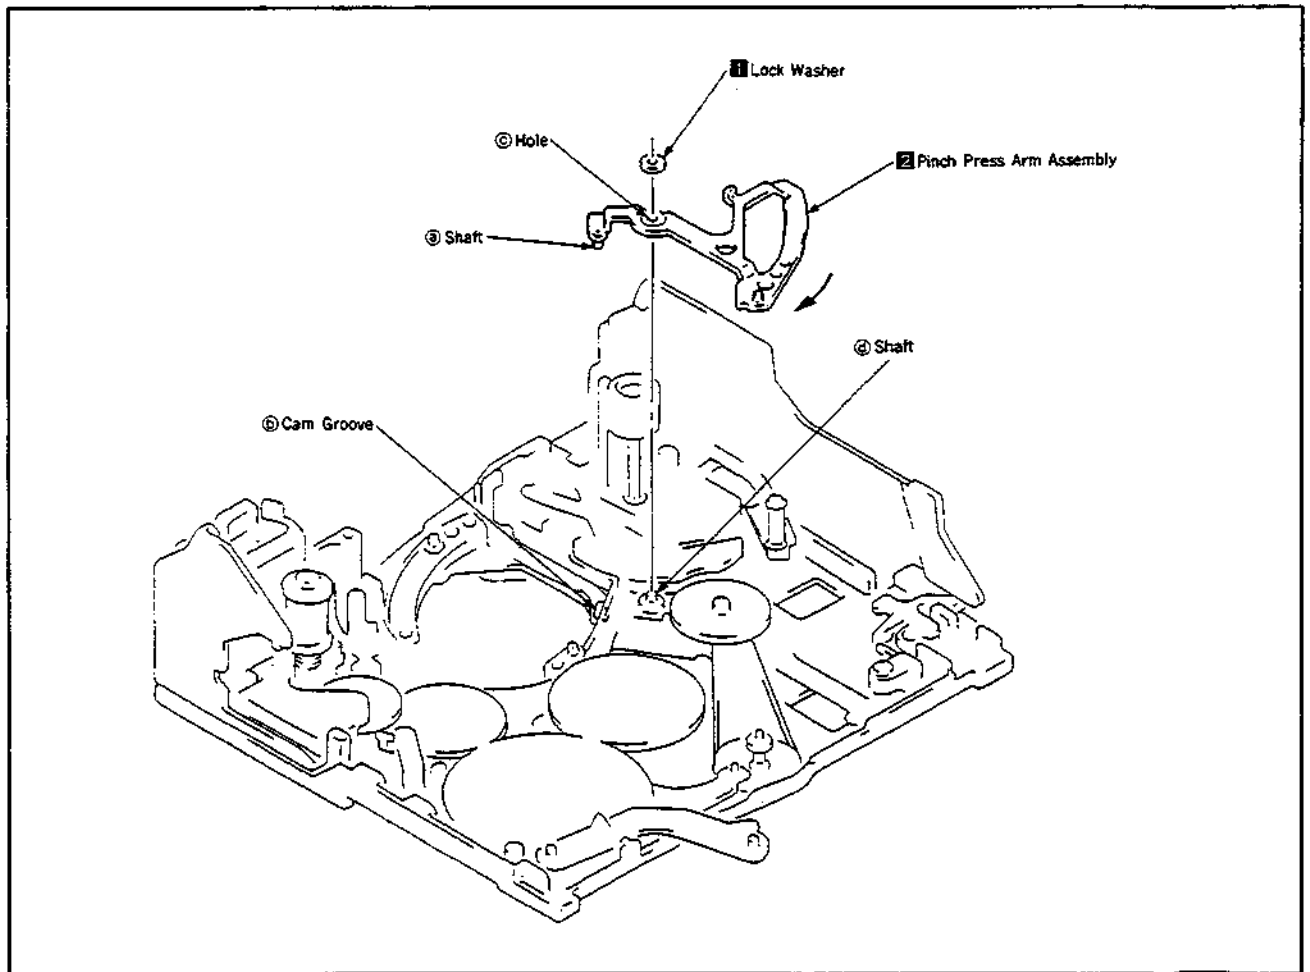 1 Lock Washer
ⓒ Hole
2 Pinch Press Arm Assembly
ⓐ Shaft
ⓓ Shaft
ⓑ Cam Groove